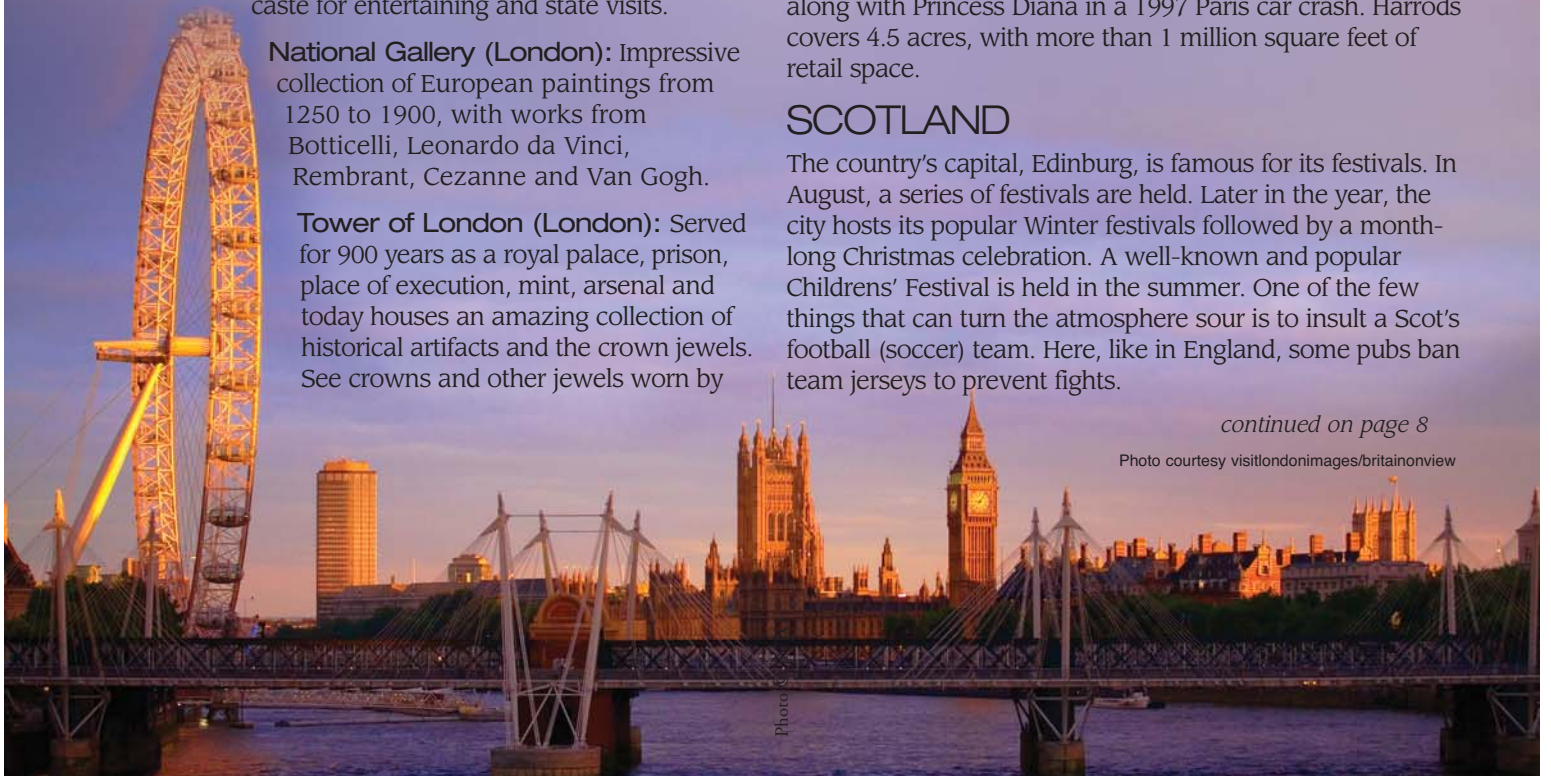 caste for entertaining and state visits.
National Gallery (London): Impressive
collection of European paintings from
1250 to 1900, with works from
Botticelli, Leonardo da Vinci,
Rembrant, Cezanne and Van Gogh.
Tower of London (London): Served
for 900 years as a royal palace, prison,
place of execution, mint, arsenal and
today houses an amazing collection of
historical artifacts and the crown jewels.
See crowns and other jewels worn by
along with Princess Diana in a 1997 Paris car crash. Harrods
covers 4.5 acres, with more than 1 million square feet of
retail space.
SCOTLAND
The country's capital, Edinburg, is famous for its festivals. In
August, a series of festivals are held. Later in the year, the
city hosts its popular Winter festivals followed by a month-
long Christmas celebration. A well-known and popular
Childrens' Festival is held in the summer. One of the few
things that can turn the atmosphere sour is to insult a Scot's
football (soccer) team. Here, like in England, some pubs ban
team jerseys to prevent fights.
continued on page 8
Photo courtesy visitlondonimages/britainonview
Photo